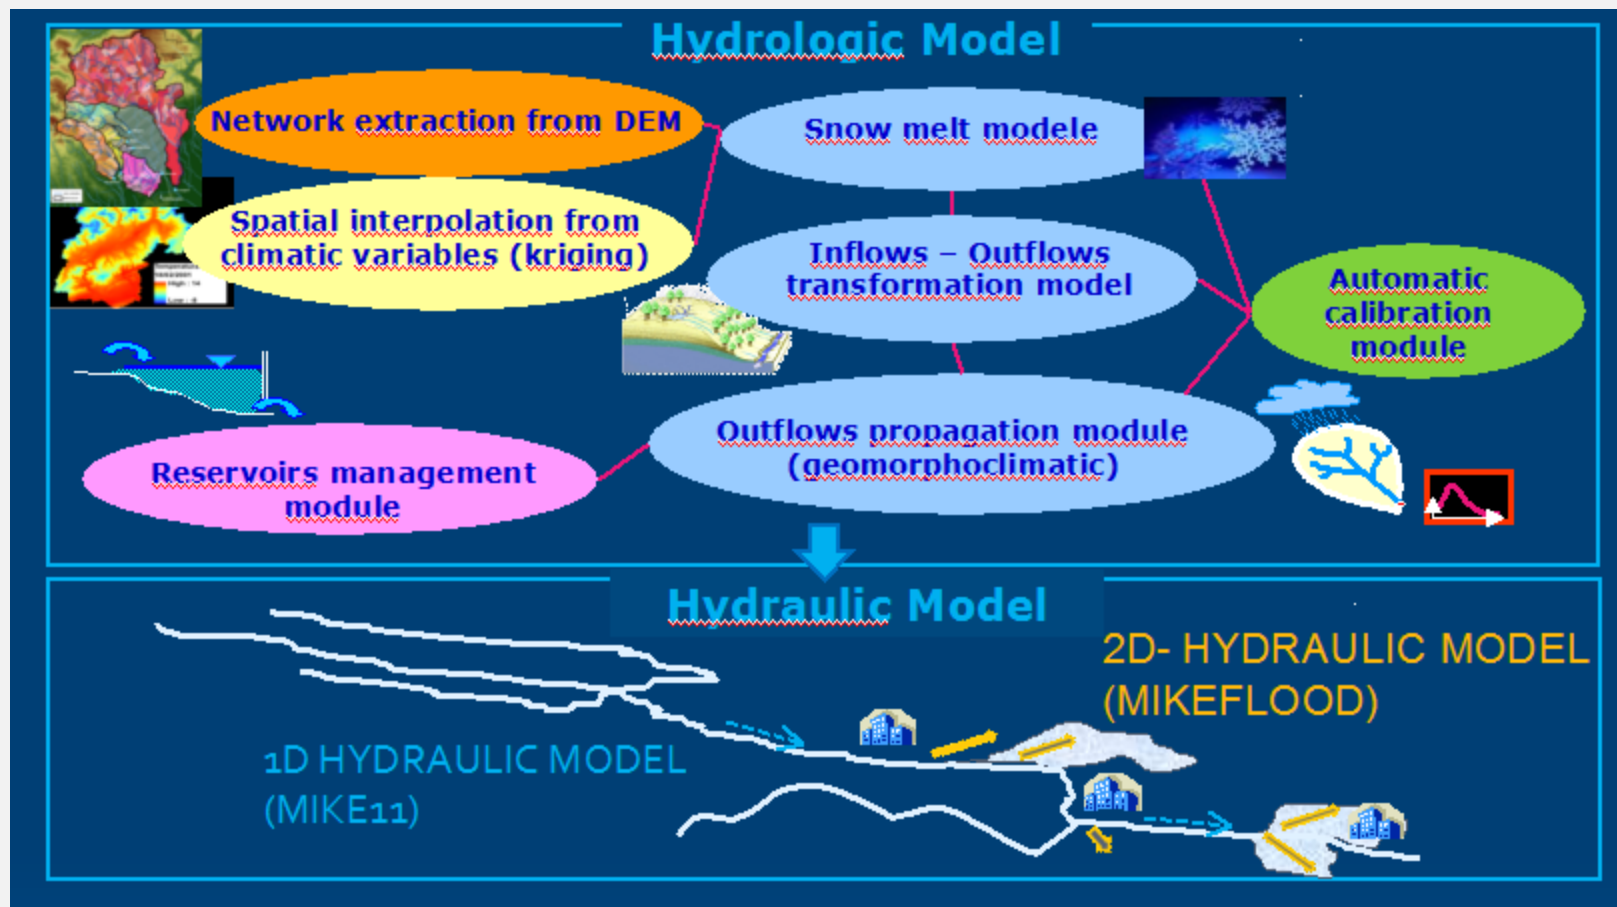 Hydrologic Model
Network extraction from DEM
Snow melt modele
Spatial interpolation from
climatic variables (kriging)
Inflows – Outflows
transformation model
Automatic
calibration
module
Outflows propagation module
(geomorphoclimatic)
Reservoirs management
module
Hydraulic Model
2D- HYDRAULIC MODEL
(MIKEFLOOD)
1D HYDRAULIC MODEL
(MIKE11)